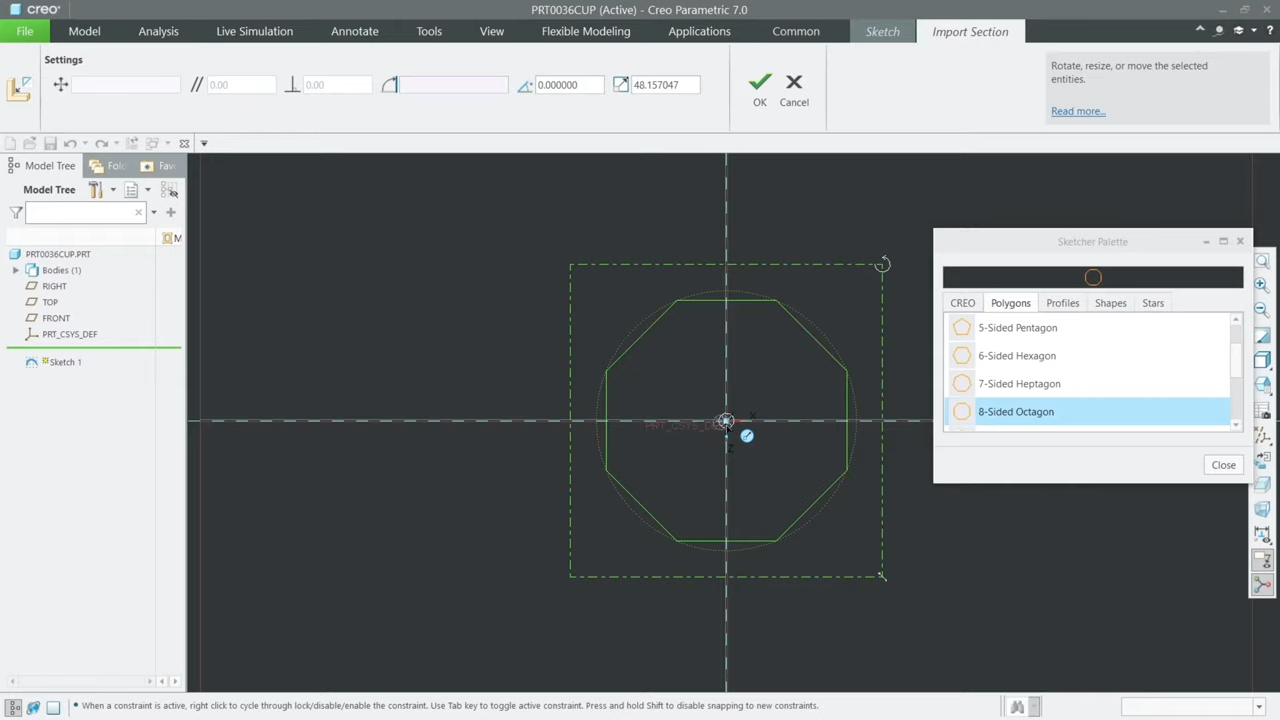 creo
PRT0036CUP (Active) - Creo Parametric 7.0
File Model Analysis Live Simulation Annotate Tools View Flexible Modeling Applications Common Sketch Import Section
Settings
0.00 0.00 0.000000 48.157047
OK Cancel
Rotate, resize, or move the selected
entities.
Read more...
Model Tree Fol Fav
Model Tree
M
PRT0036CUP.PRT
Bodies (1)
RIGHT
TOP
FRONT
PRT_CSYS_DEF
Sketch 1
X
PRT_CSYS_DE
Z
Sketcher Palette
CREO Polygons Profiles Shapes Stars
5-Sided Pentagon
6-Sided Hexagon
7-Sided Heptagon
8-Sided Octagon
Close
• When a constraint is active, right click to cycle through lock/disable/enable the constraint. Use Tab key to toggle active constraint. Press and hold Shift to disable snapping to new constraints.